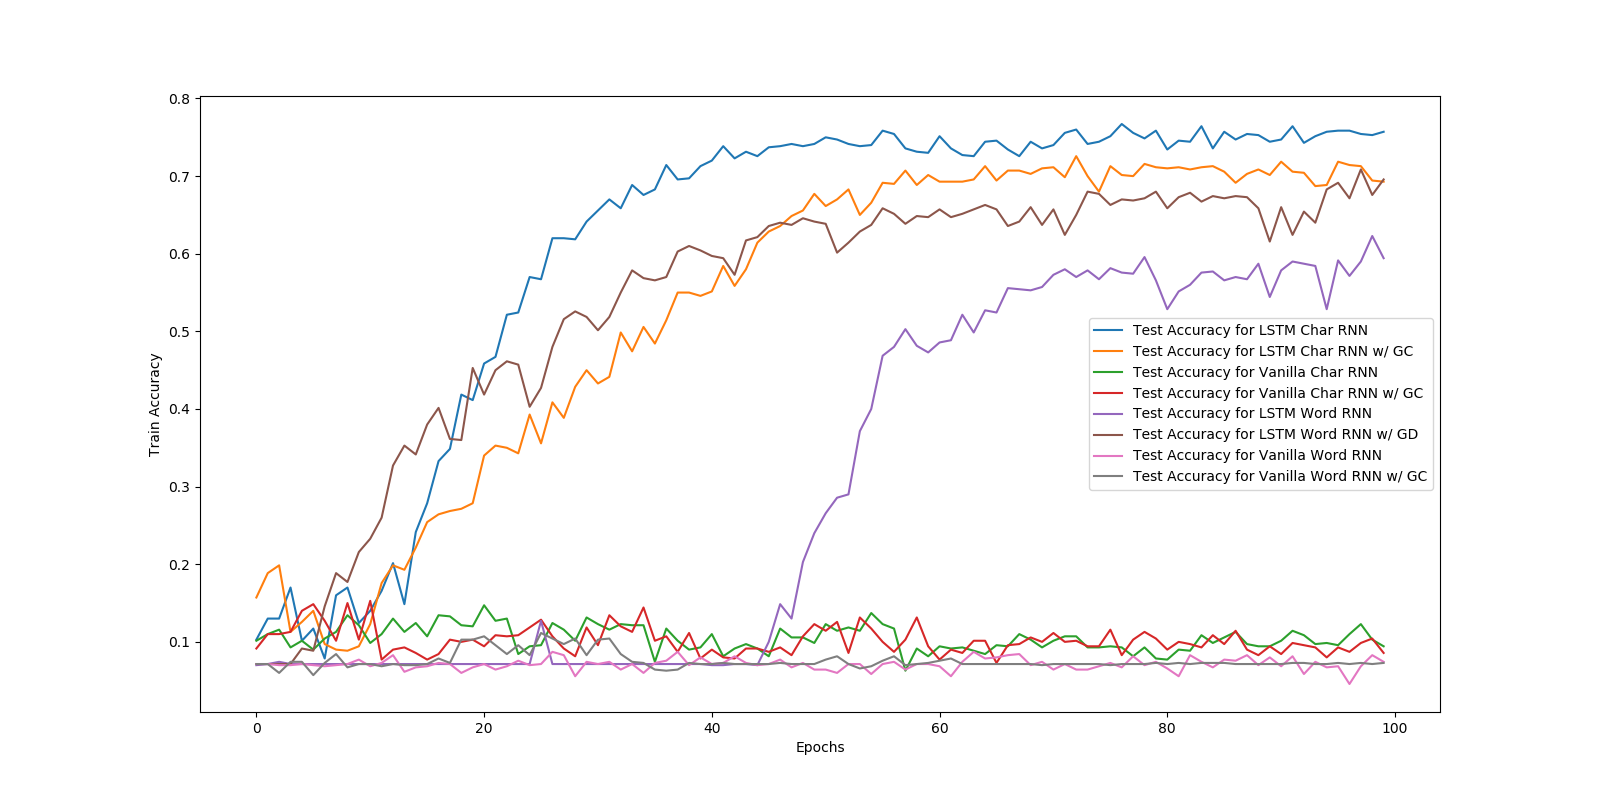 0.8
0.7
0.6
0.5
0.4
0.3
0.2
0.1
Train Accuracy
Test Accuracy for LSTM Char RNN
Test Accuracy for LSTM Char RNN w/ GC
Test Accuracy for Vanilla Char RNN
Test Accuracy for Vanilla Char RNN w/ GC
Test Accuracy for LSTM Word RNN
Test Accuracy for LSTM Word RNN w/ GD
Test Accuracy for Vanilla Word RNN
Test Accuracy for Vanilla Word RNN w/ GC
0 20 40 60 80 100
Epochs